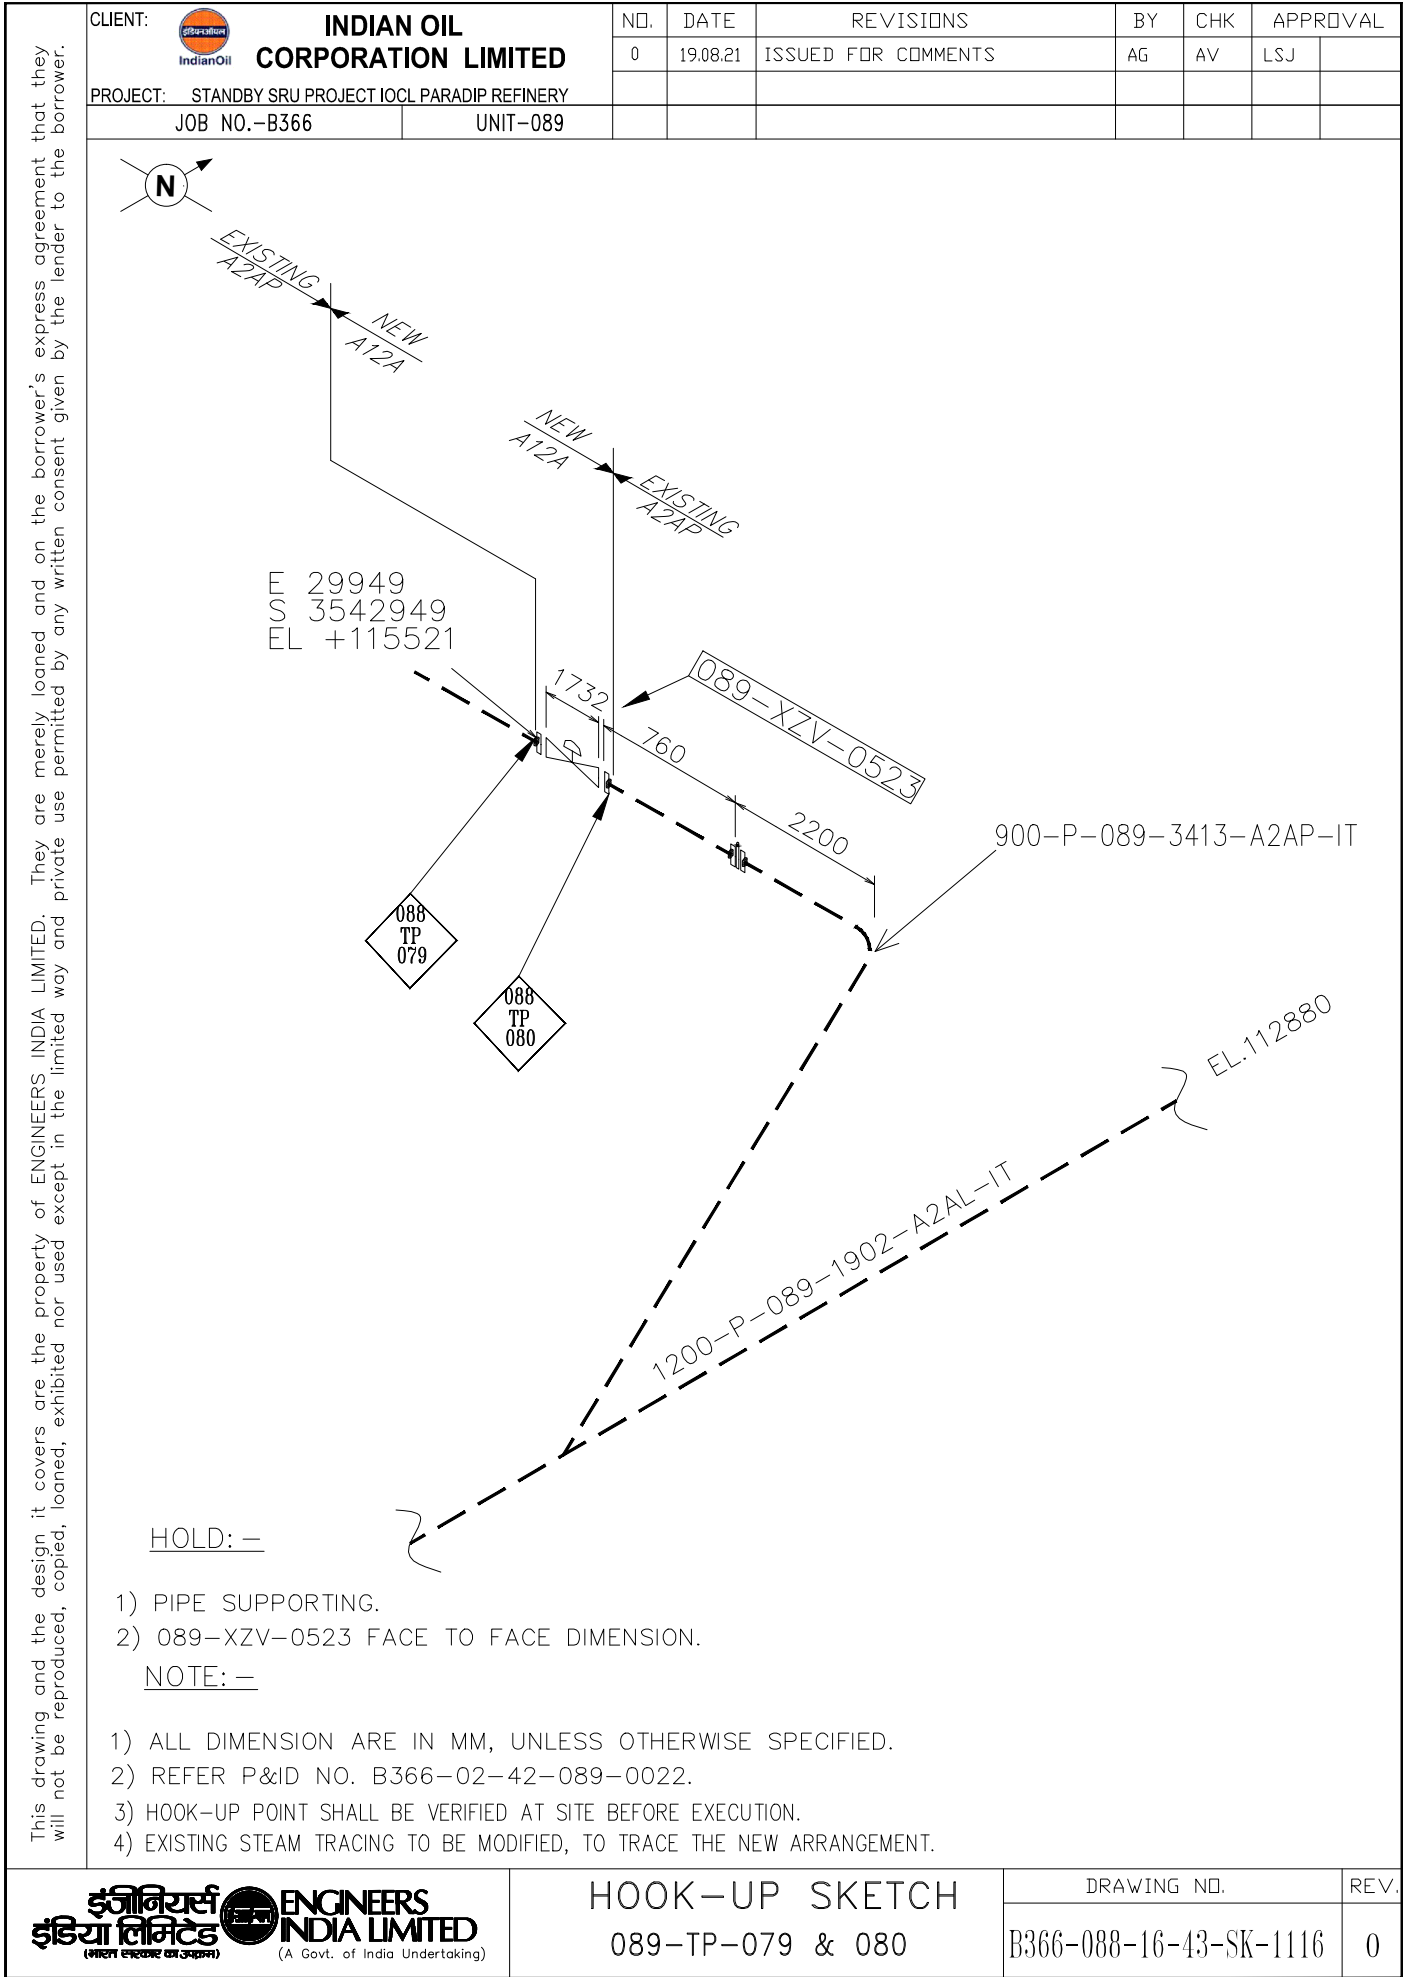 CLIENT:
इंडियनऑयल
IndianOil
INDIAN OIL
CORPORATION LIMITED
PROJECT: STANDBY SRU PROJECT IOCL PARADIP REFINERY
JOB NO.-B366 UNIT-089
NO. DATE REVISIONS BY CHK APPROVAL
0 19.08.21 ISSUED FOR COMMENTS AG AV LSJ
This drawing and the design it covers are the property of ENGINEERS INDIA LIMITED. They are merely loaned and on the borrower's express agreement that they
will not be reproduced, copied, loaned, exhibited nor used except in the limited way and private use permitted by any written consent given by the lender to the borrower.
N
EXISTING
A2AP
NEW
A12A
NEW
A12A
EXISTING
A2AP
E 29949
S 3542949
EL +115521
1732
089-XZV-0523
760
2200
900-P-089-3413-A2AP-IT
088
TP
079
088
TP
080
EL.112880
1200-P-089-1902-A2AL-IT
HOLD:-
1) PIPE SUPPORTING.
2) 089-XZV-0523 FACE TO FACE DIMENSION.
NOTE:-
1) ALL DIMENSION ARE IN MM, UNLESS OTHERWISE SPECIFIED.
2) REFER P&ID NO. B366-02-42-089-0022.
3) HOOK-UP POINT SHALL BE VERIFIED AT SITE BEFORE EXECUTION.
4) EXISTING STEAM TRACING TO BE MODIFIED, TO TRACE THE NEW ARRANGEMENT.
इंजीनियर्स
इंडिया लिमिटेड
(भारत सरकार का उपक्रम)
ENGINEERS
INDIA LIMITED
(A Govt. of India Undertaking)
HOOK-UP SKETCH
089-TP-079 & 080
DRAWING NO. REV.
B366-088-16-43-SK-1116 0